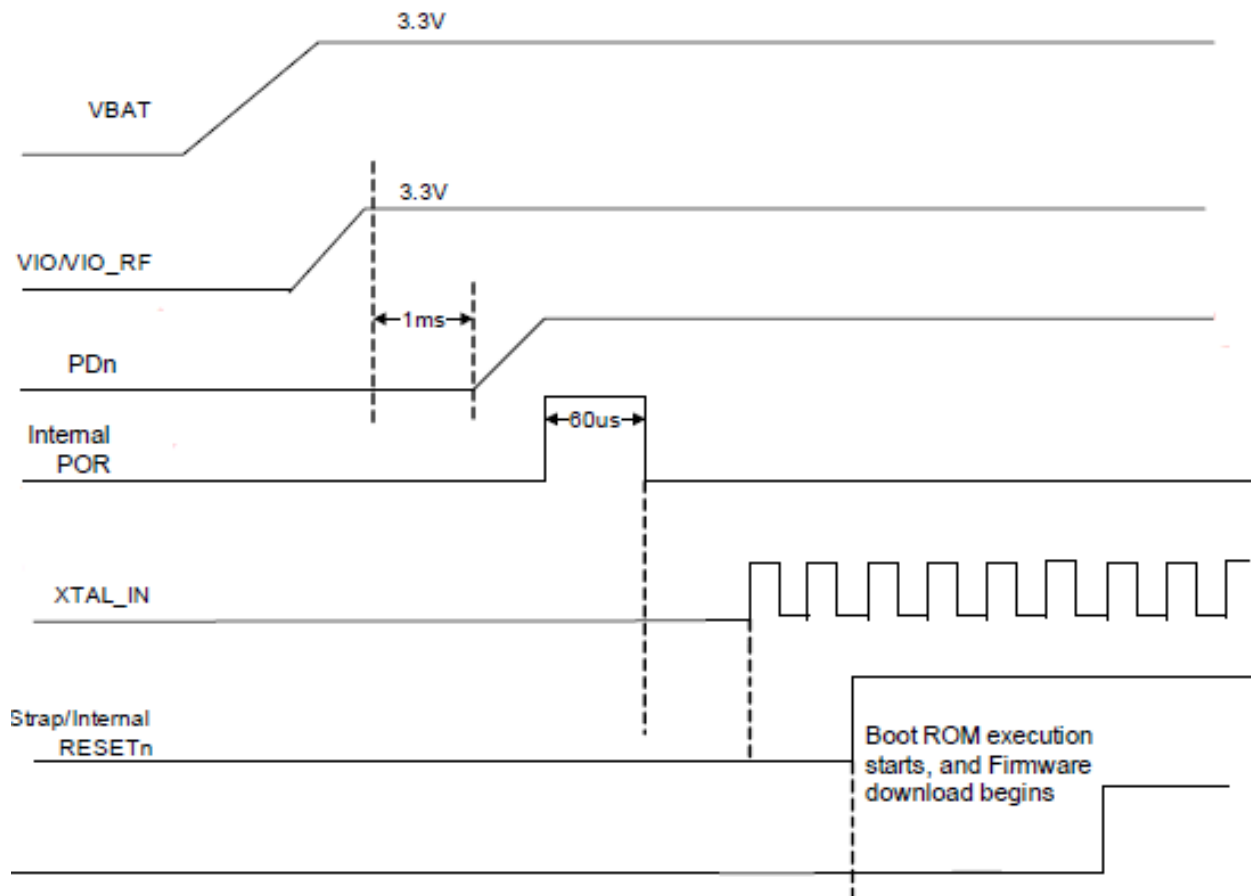 3.3V
VBAT
3.3V
VIO/VIO_RF
1ms
PDn
60us
Internal
POR
XTAL_IN
Strap/Internal
RESETn
Boot ROM execution
starts, and Firmware
download begins